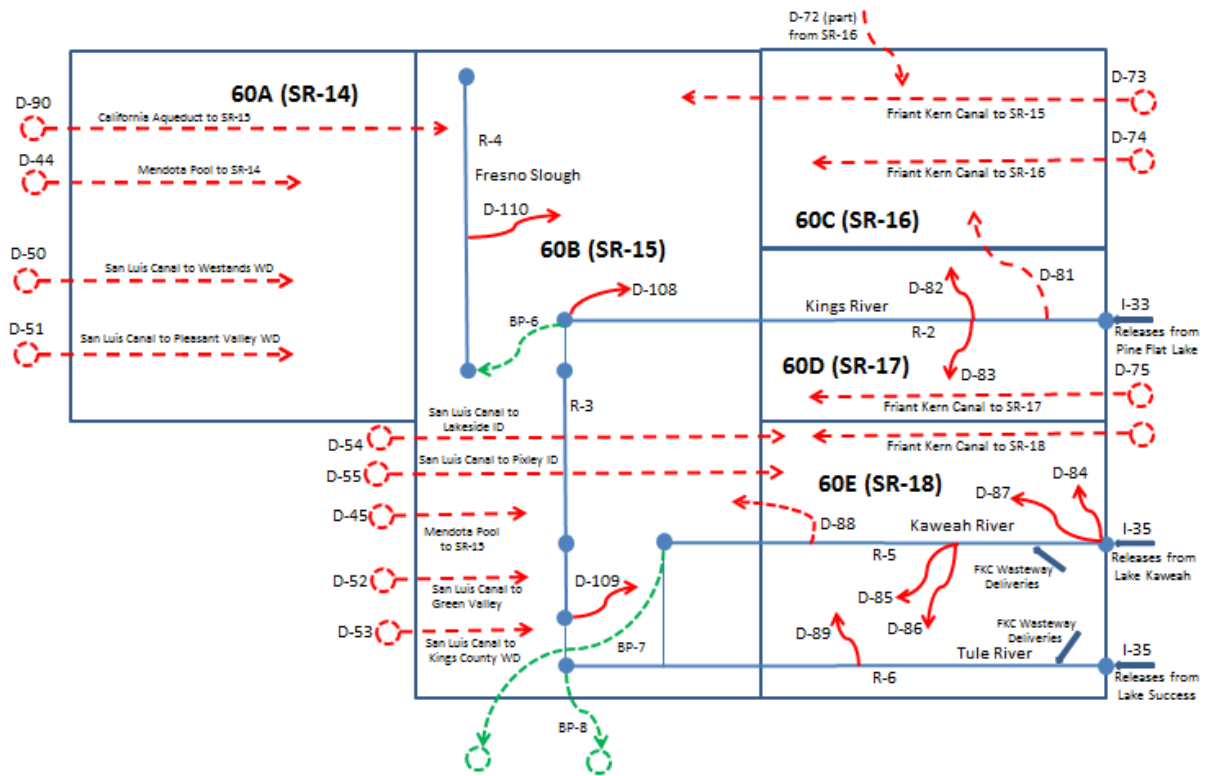 D-72 (part)
from SR-16
60A (SR-14)
D-90
California Aqueduct to SR-15
D-44
Mendota Pool to SR-14
D-50
San Luis Canal to Westands WD
D-51
San Luis Canal to Pleasant Valley WD
R-4
Fresno Slough
D-110
60B (SR-15)
D-108
BP-6
R-3
D-73
Friant Kern Canal to SR-15
D-74
Friant Kern Canal to SR-16
60C (SR-16)
D-81
D-82
Kings River
R-2
I-33
Releases from
Pine Flat Lake
D-83
60D (SR-17)
D-75
Friant Kern Canal to SR-17
San Luis Canal to
Lakeside ID
D-54
Friant Kern Canal to SR-18
San Luis Canal to Pixley ID
D-55
60E (SR-18)
D-84
D-87
D-45
Mendota Pool
to SR-15
D-88
Kaweah River
R-5
I-35
Releases from
Lake Kaweah
FKC Wasteway
Deliveries
D-52
San Luis Canal to
Green Valley
D-109
D-85
D-86
D-53
San Luis Canal to
Kings County WD
BP-7
D-89
FKC Wasteway
Deliveries
Tule River
R-6
I-35
Releases from
Lake Success
BP-8